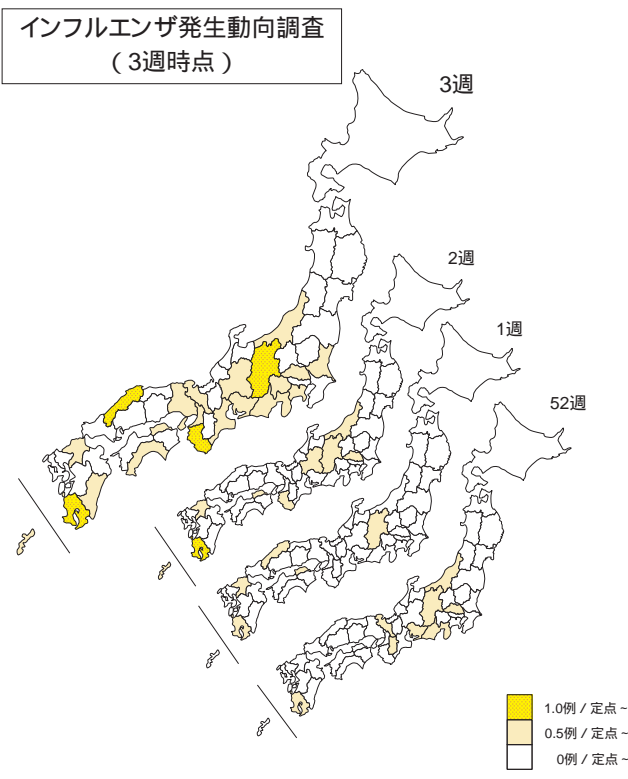 インフルエンザ発生動向調査
(3週時点)
3週
2週
1週
52週
1.0例 / 定点 ~
0.5例 / 定点 ~
0例 / 定点 ~